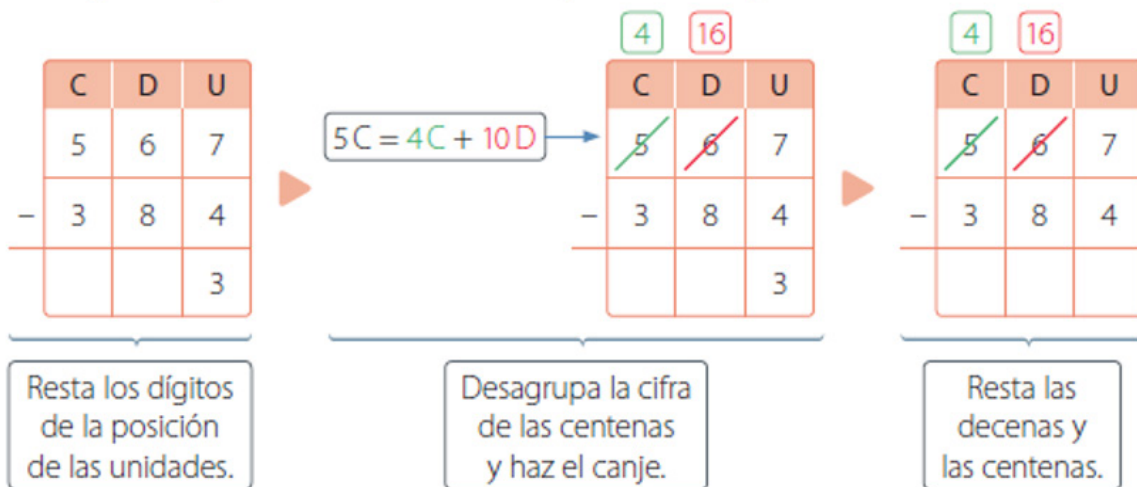 4 16 4 16
C D U C D U C D U
5 6 7 5C = 4C + 10D 5 6 7 5 6 7
– 3 8 4 – 3 8 4 – 3 8 4
3 3
Resta los dígitos
de la posición
de las unidades.
Desagrupa la cifra
de las centenas
y haz el canje.
Resta las
decenas y
las centenas.